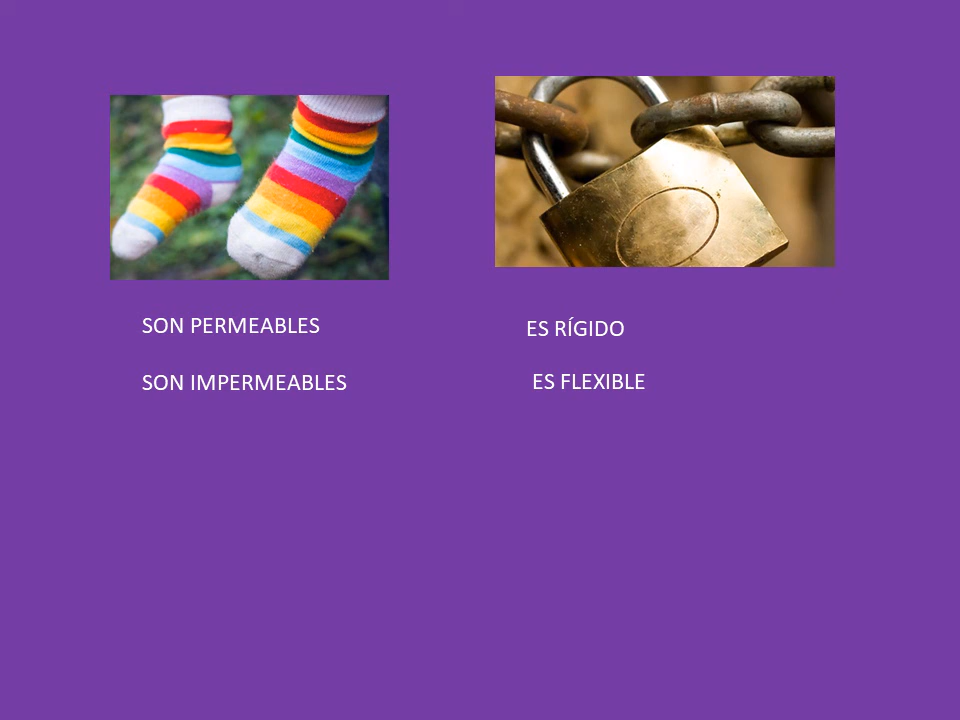 SON PERMEABLES
SON IMPERMEABLES
ES RÍGIDO
ES FLEXIBLE